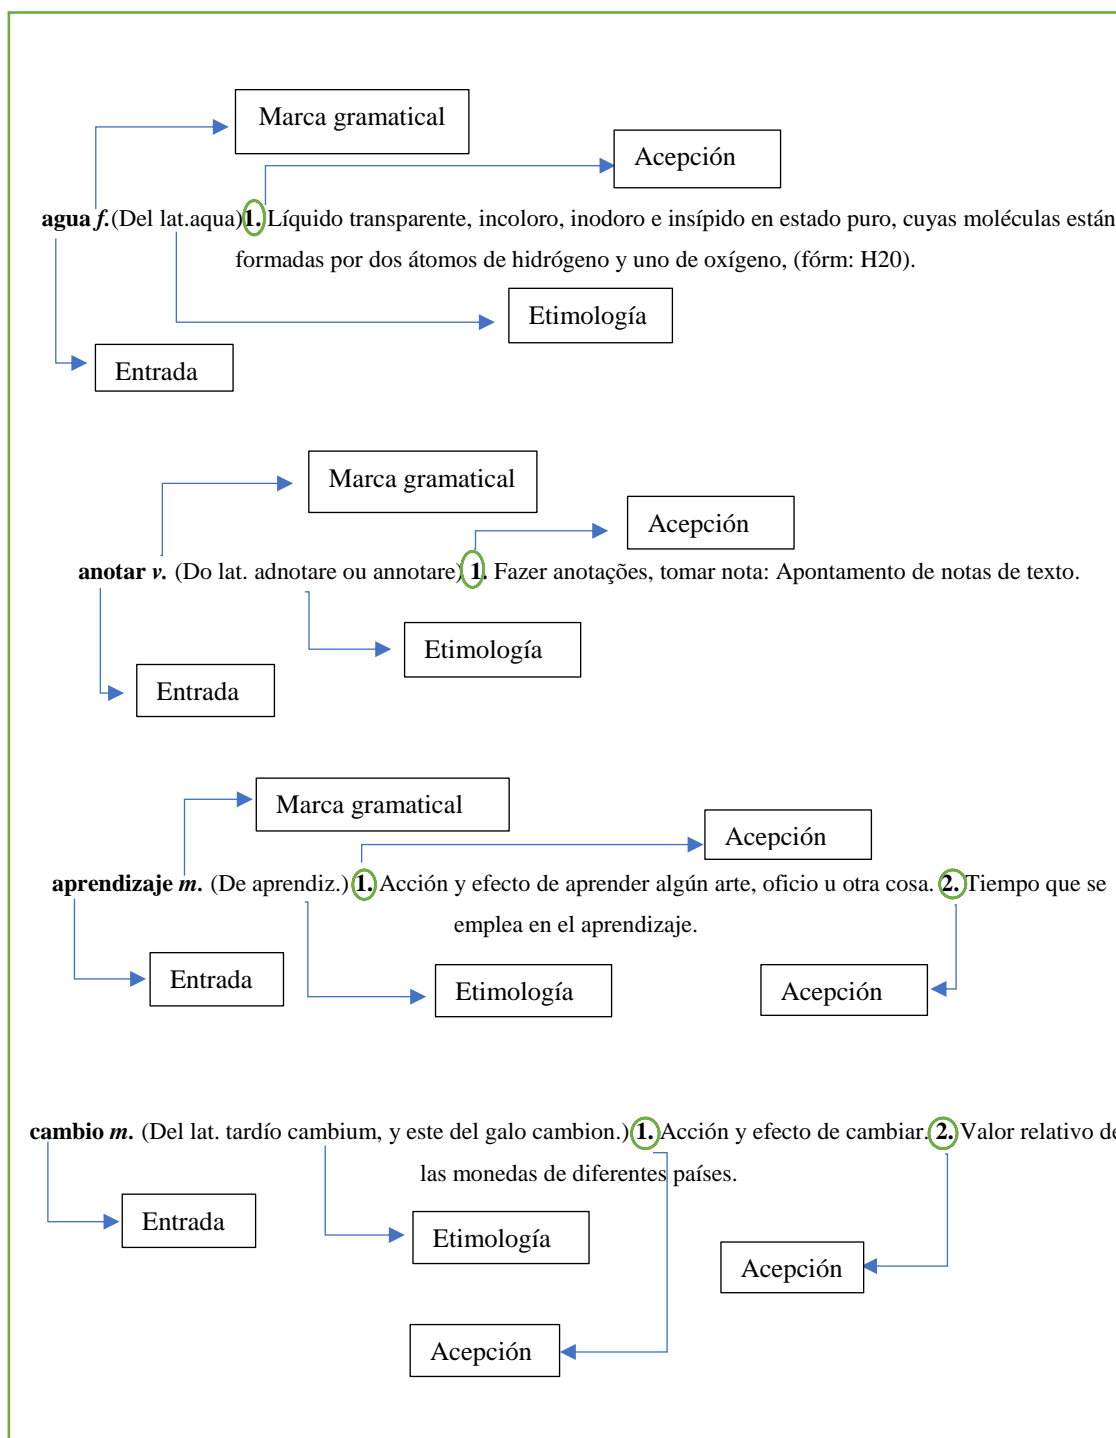 Marca gramatical
Acepción
agua f.(Del lat.aqua) 1. Líquido transparente, incoloro, inodoro e insípido en estado puro, cuyas moléculas están
formadas por dos átomos de hidrógeno y uno de oxígeno, (fórm: H20).
Etimología
Entrada
Marca gramatical
Acepción
anotar v. (Do lat. adnotare ou annotare) 1. Fazer anotações, tomar nota: Apontamento de notas de texto.
Etimología
Entrada
Marca gramatical
Acepción
aprendizaje m. (De aprendiz.) 1. Acción y efecto de aprender algún arte, oficio u otra cosa. 2. Tiempo que se
emplea en el aprendizaje.
Entrada
Etimología
Acepción
cambio m. (Del lat. tardío cambium, y este del galo cambion.) 1. Acción y efecto de cambiar. 2. Valor relativo de
las monedas de diferentes países.
Entrada
Etimología
Acepción
Acepción